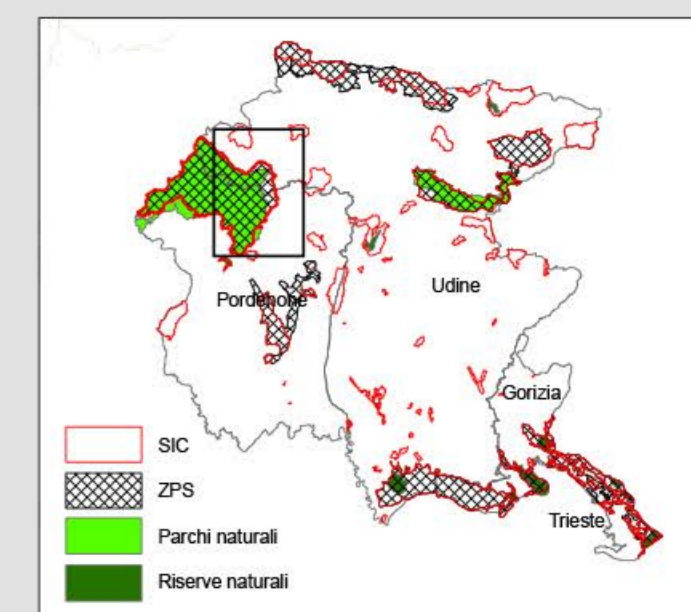 Pordenone
Udine
Gorizia
Trieste
SIC
ZPS
Parchi naturali
Riserve naturali